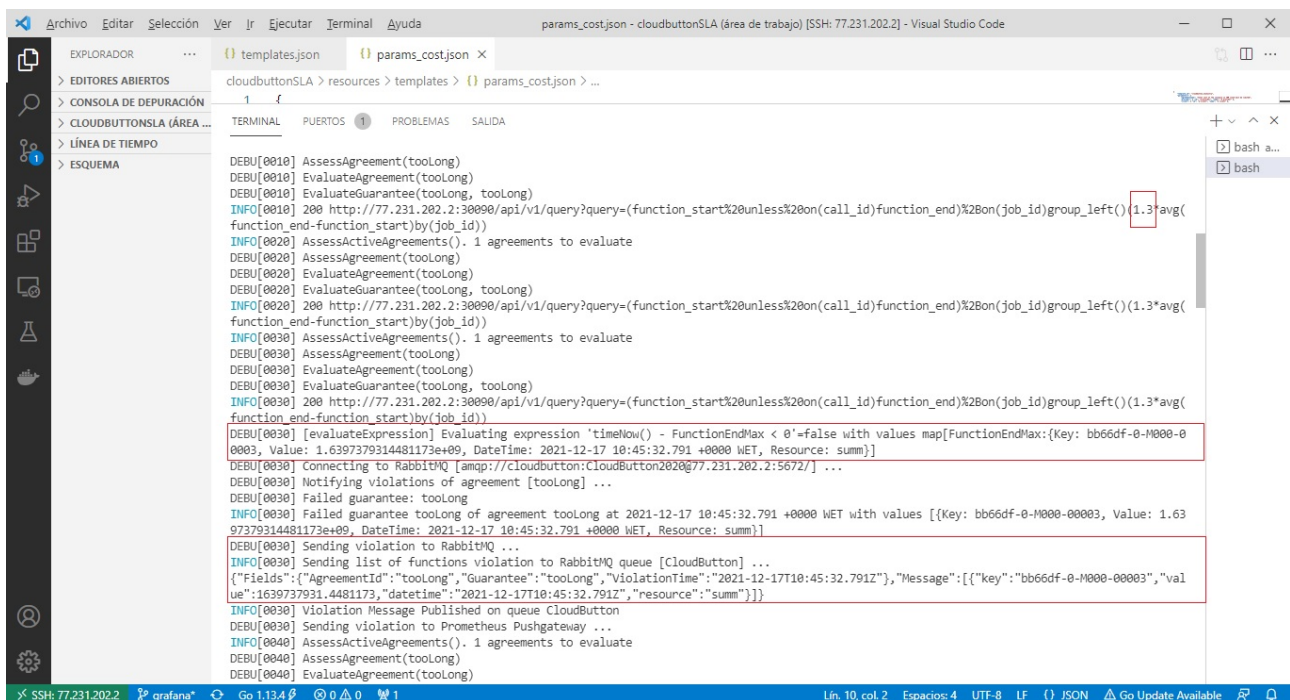 Archivo Editar Selección Ver Ir Ejecutar Terminal Ayuda params_cost.json - cloudbuttonSLA (área de trabajo) [SSH: 77.231.202.2] - Visual Studio Code
EXPLORADOR ... {} templates.json {} params_cost.json ×
> EDITORES ABIERTOS
> CONSOLA DE DEPURACIÓN
> CLOUDBUTTONSLA (ÁREA ...
> LÍNEA DE TIEMPO
> ESQUEMA
cloudbuttonSLA > resources > templates > {} params_cost.json > ...
1 {
TERMINAL PUERTOS 1 PROBLEMAS SALIDA
bash a...
bash
1
DEBU[0010] AssessAgreement(tooLong)
DEBU[0010] EvaluateAgreement(tooLong)
DEBU[0010] EvaluateGuarantee(tooLong, tooLong)
INFO[0010] 200 http://77.231.202.2:30090/api/v1/query?query=(function_start%20unless%20on(call_id)function_end)%2Bon(job_id)group_left()(1.3*avg(
function_end-function_start)by(job_id))
INFO[0020] AssessActiveAgreements(). 1 agreements to evaluate
DEBU[0020] AssessAgreement(tooLong)
DEBU[0020] EvaluateAgreement(tooLong)
DEBU[0020] EvaluateGuarantee(tooLong, tooLong)
INFO[0020] 200 http://77.231.202.2:30090/api/v1/query?query=(function_start%20unless%20on(call_id)function_end)%2Bon(job_id)group_left()(1.3*avg(
function_end-function_start)by(job_id))
INFO[0030] AssessActiveAgreements(). 1 agreements to evaluate
DEBU[0030] AssessAgreement(tooLong)
DEBU[0030] EvaluateAgreement(tooLong)
DEBU[0030] EvaluateGuarantee(tooLong, tooLong)
INFO[0030] 200 http://77.231.202.2:30090/api/v1/query?query=(function_start%20unless%20on(call_id)function_end)%2Bon(job_id)group_left()(1.3*avg(
function_end-function_start)by(job_id))
DEBU[0030] [evaluateExpression] Evaluating expression 'timeNow() - FunctionEndMax < 0'=false with values map[FunctionEndMax:{Key: bb66df-0-M000-0
0003, Value: 1.6397379314481173e+09, DateTime: 2021-12-17 10:45:32.791 +0000 WET, Resource: summ}]
DEBU[0030] Connecting to RabbitMQ [amqp://cloudbutton:CloudButton2020@77.231.202.2:5672/] ...
DEBU[0030] Notifying violations of agreement [tooLong] ...
DEBU[0030] Failed guarantee: tooLong
INFO[0030] Failed guarantee tooLong of agreement tooLong at 2021-12-17 10:45:32.791 +0000 WET with values [{Key: bb66df-0-M000-00003, Value: 1.63
97379314481173e+09, DateTime: 2021-12-17 10:45:32.791 +0000 WET, Resource: summ}]
DEBU[0030] Sending violation to RabbitMQ ...
INFO[0030] Sending list of functions violation to RabbitMQ queue [CloudButton] ...
{"Fields":{"AgreementId":"tooLong","Guarantee":"tooLong","ViolationTime":"2021-12-17T10:45:32.791Z"},"Message":[{"key":"bb66df-0-M000-00003","val
ue":1639737931.4481173,"datetime":"2021-12-17T10:45:32.791Z","resource":"summ"}]}
INFO[0030] Violation Message Published on queue CloudButton
DEBU[0030] Sending violation to Prometheus Pushgateway ...
INFO[0040] AssessActiveAgreements(). 1 agreements to evaluate
DEBU[0040] AssessAgreement(tooLong)
DEBU[0040] EvaluateAgreement(tooLong)
SSH: 77.231.202.2 grafana* Go 1.13.4 0 0 1 Lín. 10, col. 2 Espacios: 4 UTF-8 LF {} JSON Go Update Available